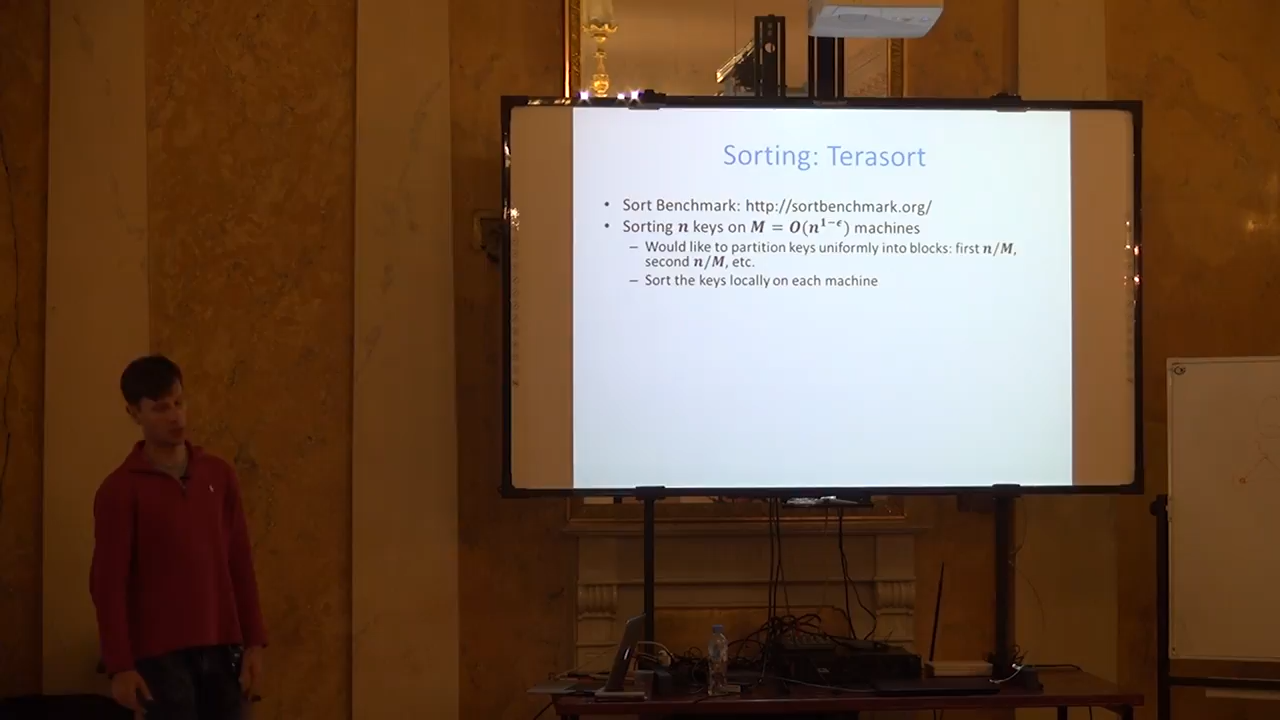 Sorting: Terasort
• Sort Benchmark: http://sortbenchmark.org/
• Sorting n keys on M = O(n^{1−ϵ}) machines
– Would like to partition keys uniformly into blocks: first n/M,
second n/M, etc.
– Sort the keys locally on each machine